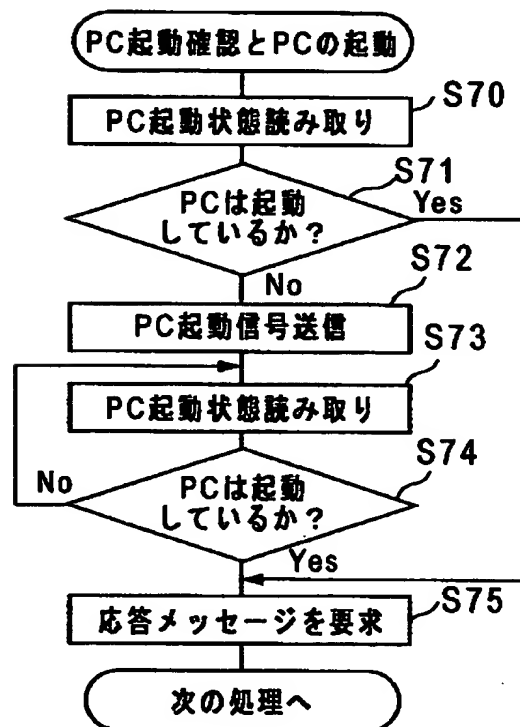 PC起動確認とPCの起動
S70
PC起動状態読み取り
S71
PCは起動
しているか？
Yes
No
S72
PC起動信号送信
S73
PC起動状態読み取り
S74
PCは起動
しているか？
No
Yes
S75
応答メッセージを要求
次の処理へ